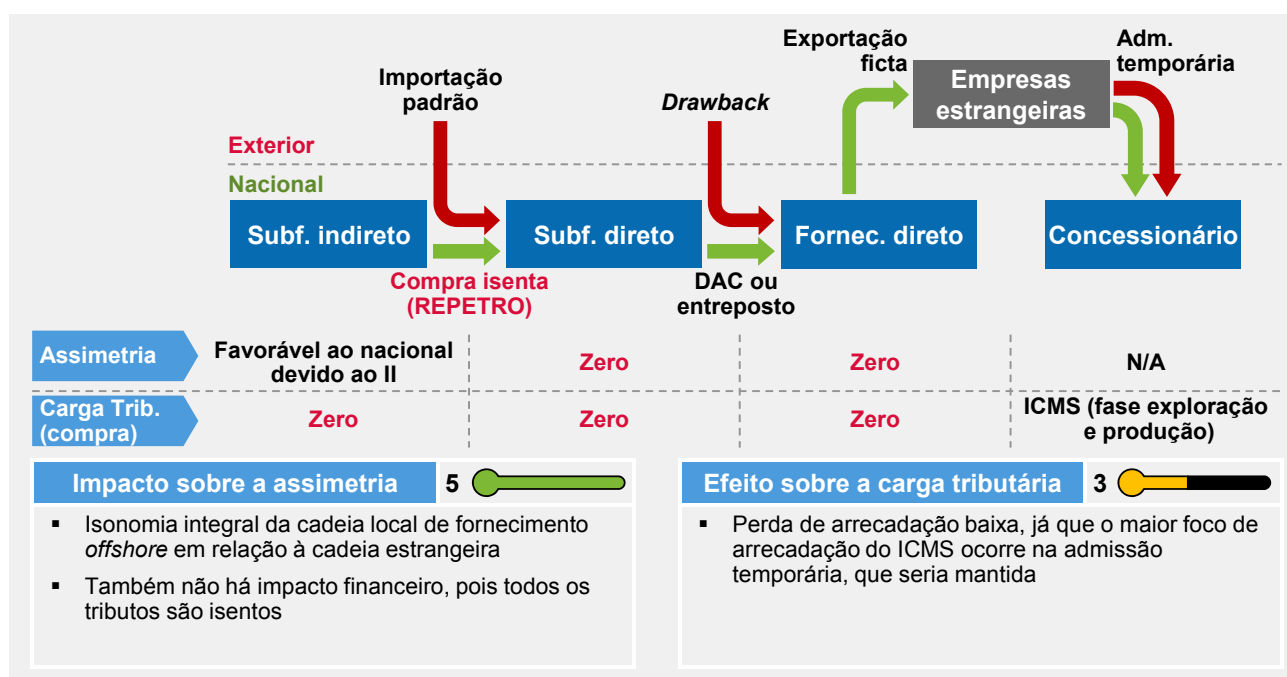 Exportação
ficta
Adm.
temporária
Importação
padrão
Drawback
Empresas
estrangeiras
Exterior
Nacional
Subf. indireto
Subf. direto
Fornec. direto
Concessionário
Compra isenta
(REPETRO)
DAC ou
entreposto
Assimetria
Favorável ao nacional
devido ao II
Zero
Zero
N/A
Carga Trib.
(compra)
Zero
Zero
Zero
ICMS (fase exploração
e produção)
Impacto sobre a assimetria
5
▪ Isonomia integral da cadeia local de fornecimento
offshore em relação à cadeia estrangeira
▪ Também não há impacto financeiro, pois todos os
tributos são isentos
Efeito sobre a carga tributária
3
▪ Perda de arrecadação baixa, já que o maior foco de
arrecadação do ICMS ocorre na admissão
temporária, que seria mantida